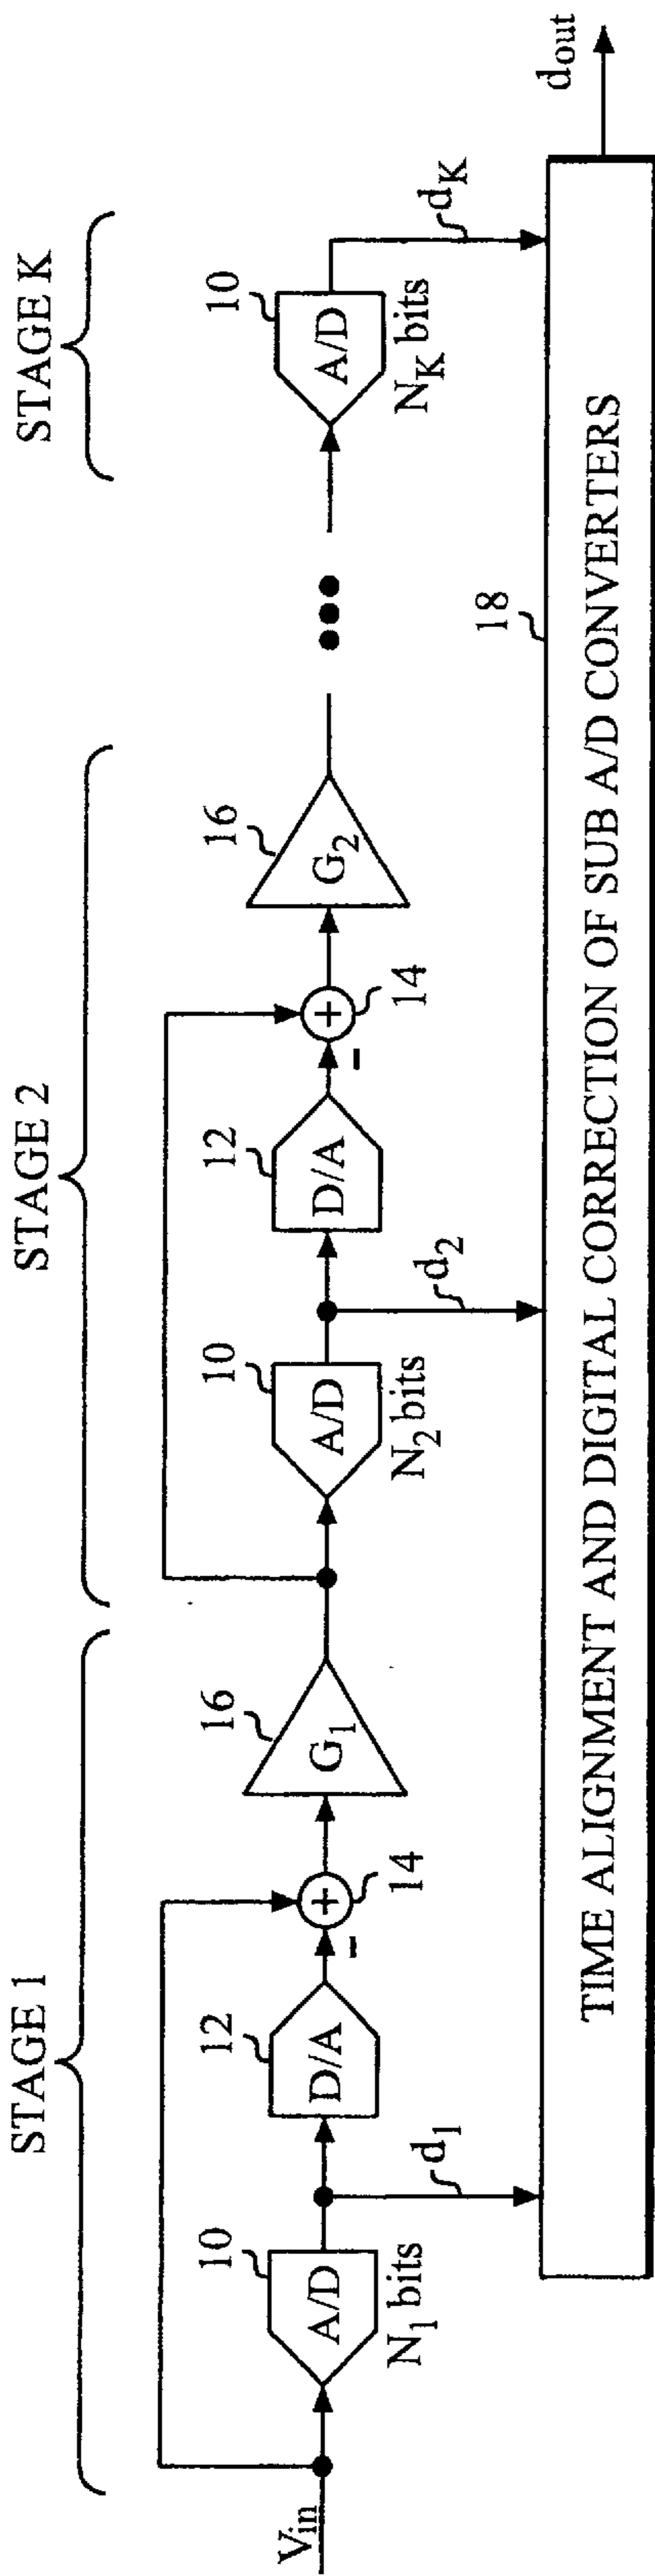 STAGE 1
STAGE 2
STAGE K
V_in
10
A/D
N_1 bits
12
D/A
14
+
−
16
G_1
d_1
10
A/D
N_2 bits
12
D/A
14
+
−
16
G_2
d_2
10
A/D
N_K bits
d_K
18
TIME ALIGNMENT AND DIGITAL CORRECTION OF SUB A/D CONVERTERS
d_out